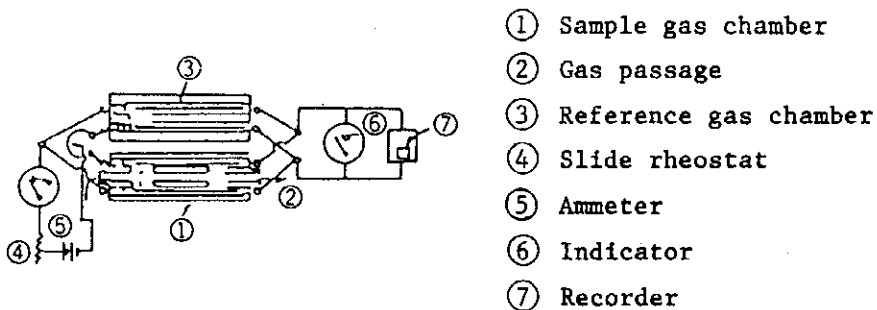 ① Sample gas chamber
② Gas passage
③ Reference gas chamber
④ Slide rheostat
⑤ Ammeter
⑥ Indicator
⑦ Recorder
③
⑥
⑦
②
①
⑤
④